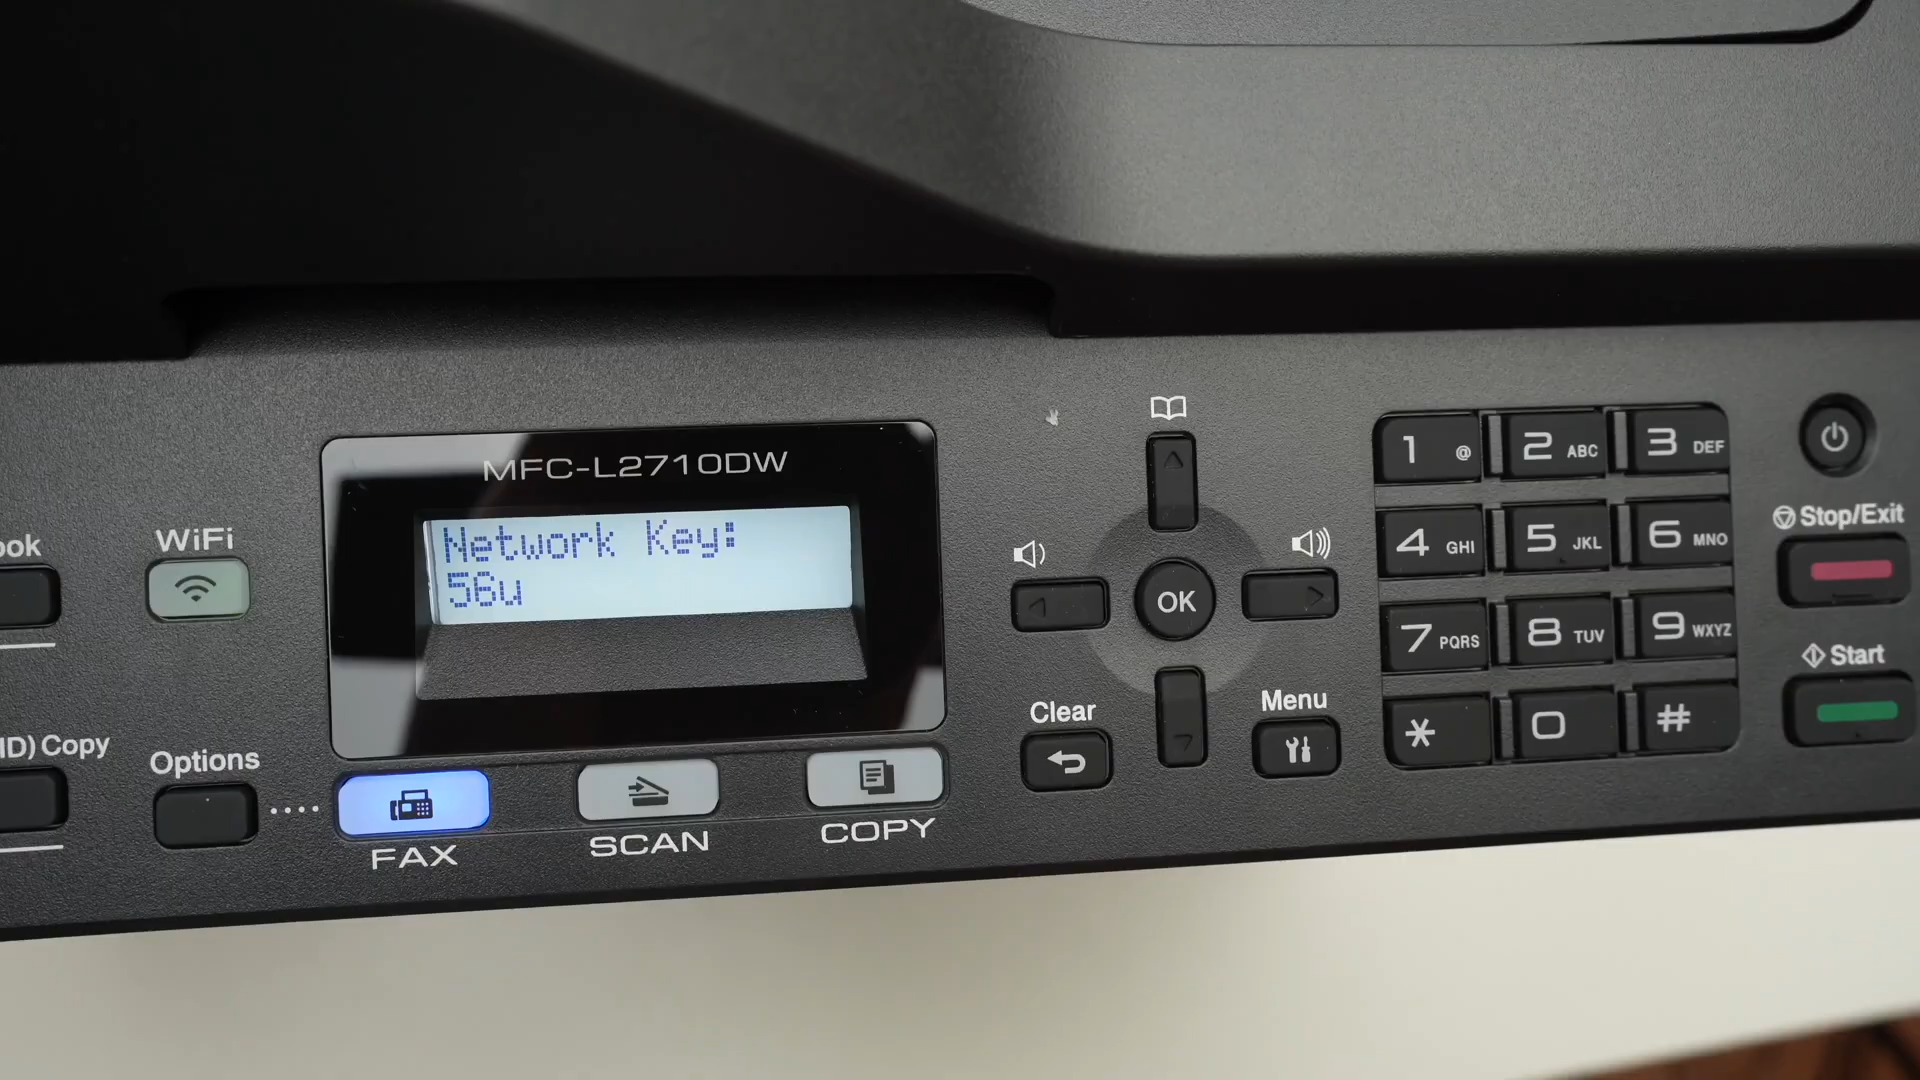 MFC-L2710DW
Network Key:
56u
ook
WiFi
ID) Copy
Options
FAX
SCAN
COPY
OK
Clear
Menu
1 @
2 ABC
3 DEF
4 GHI
5 JKL
6 MNO
7 PQRS
8 TUV
9 WXYZ
*
0
#
Stop/Exit
Start